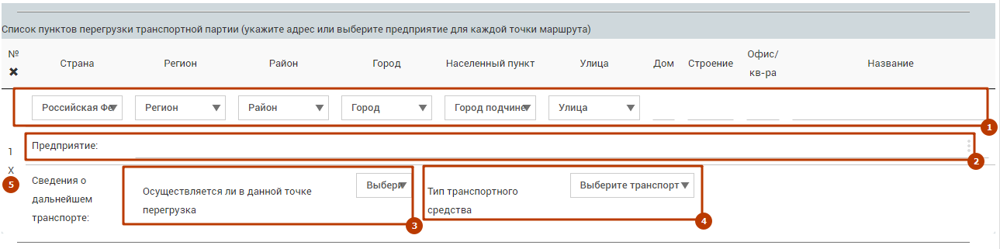 Список пунктов перегрузки транспортной партии (укажите адрес или выберите предприятие для каждой точки маршрута)
№ Страна Регион Район Город Населенный пункт Улица Дом Строение Офис/ кв-ра Название
✖
Российская Фе Регион Район Город Город подчине Улица
1
Предприятие:
1
2
X
5
Сведения о дальнейшем транспорте:
Осуществляется ли в данной точке перегрузка
Выбери
3
Тип транспортного средства
Выберите транспорт
4